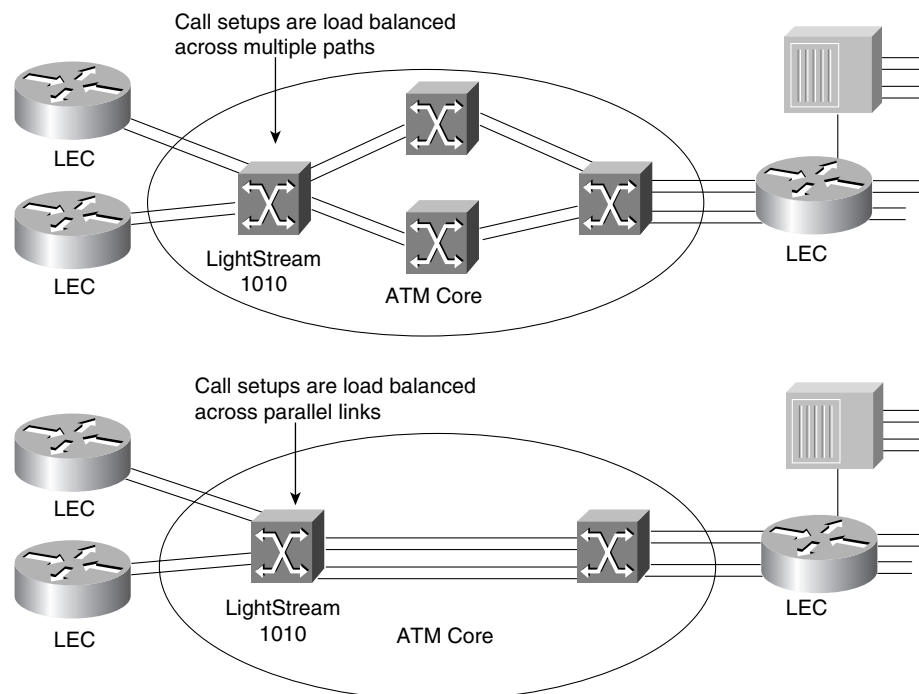 Call setups are load balanced
across multiple paths
LEC
LEC
LightStream
1010
ATM Core
LEC
Call setups are load balanced
across parallel links
LEC
LEC
LightStream
1010
ATM Core
LEC